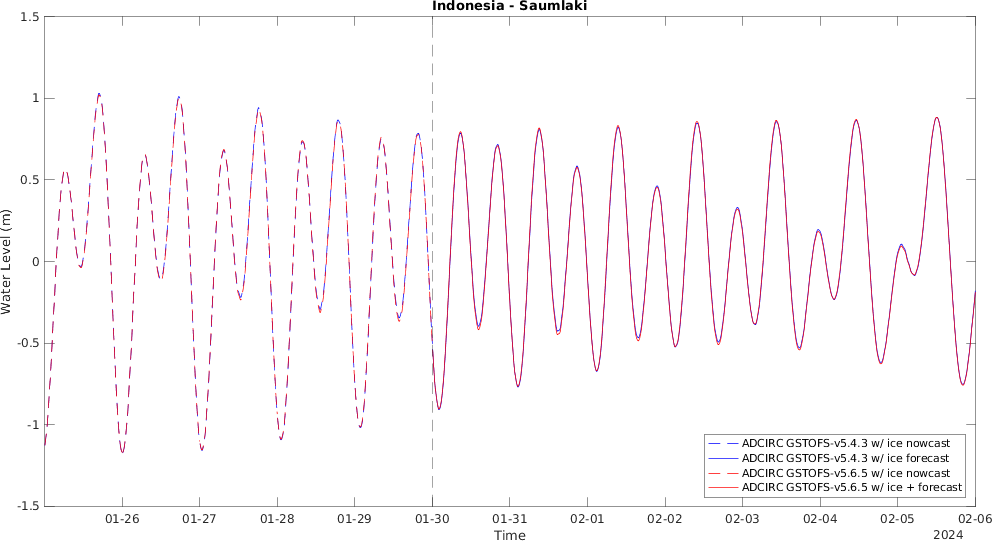 Indonesia - Saumlaki
1.5
1
0.5
0
-0.5
-1
-1.5
Water Level (m)
01-26
01-27
01-28
01-29
01-30
01-31
02-01
02-02
02-03
02-04
02-05
02-06
Time
2024
ADCIRC GSTOFS-v5.4.3 w/ ice nowcast
ADCIRC GSTOFS-v5.4.3 w/ ice forecast
ADCIRC GSTOFS-v5.6.5 w/ ice nowcast
ADCIRC GSTOFS-v5.6.5 w/ ice + forecast